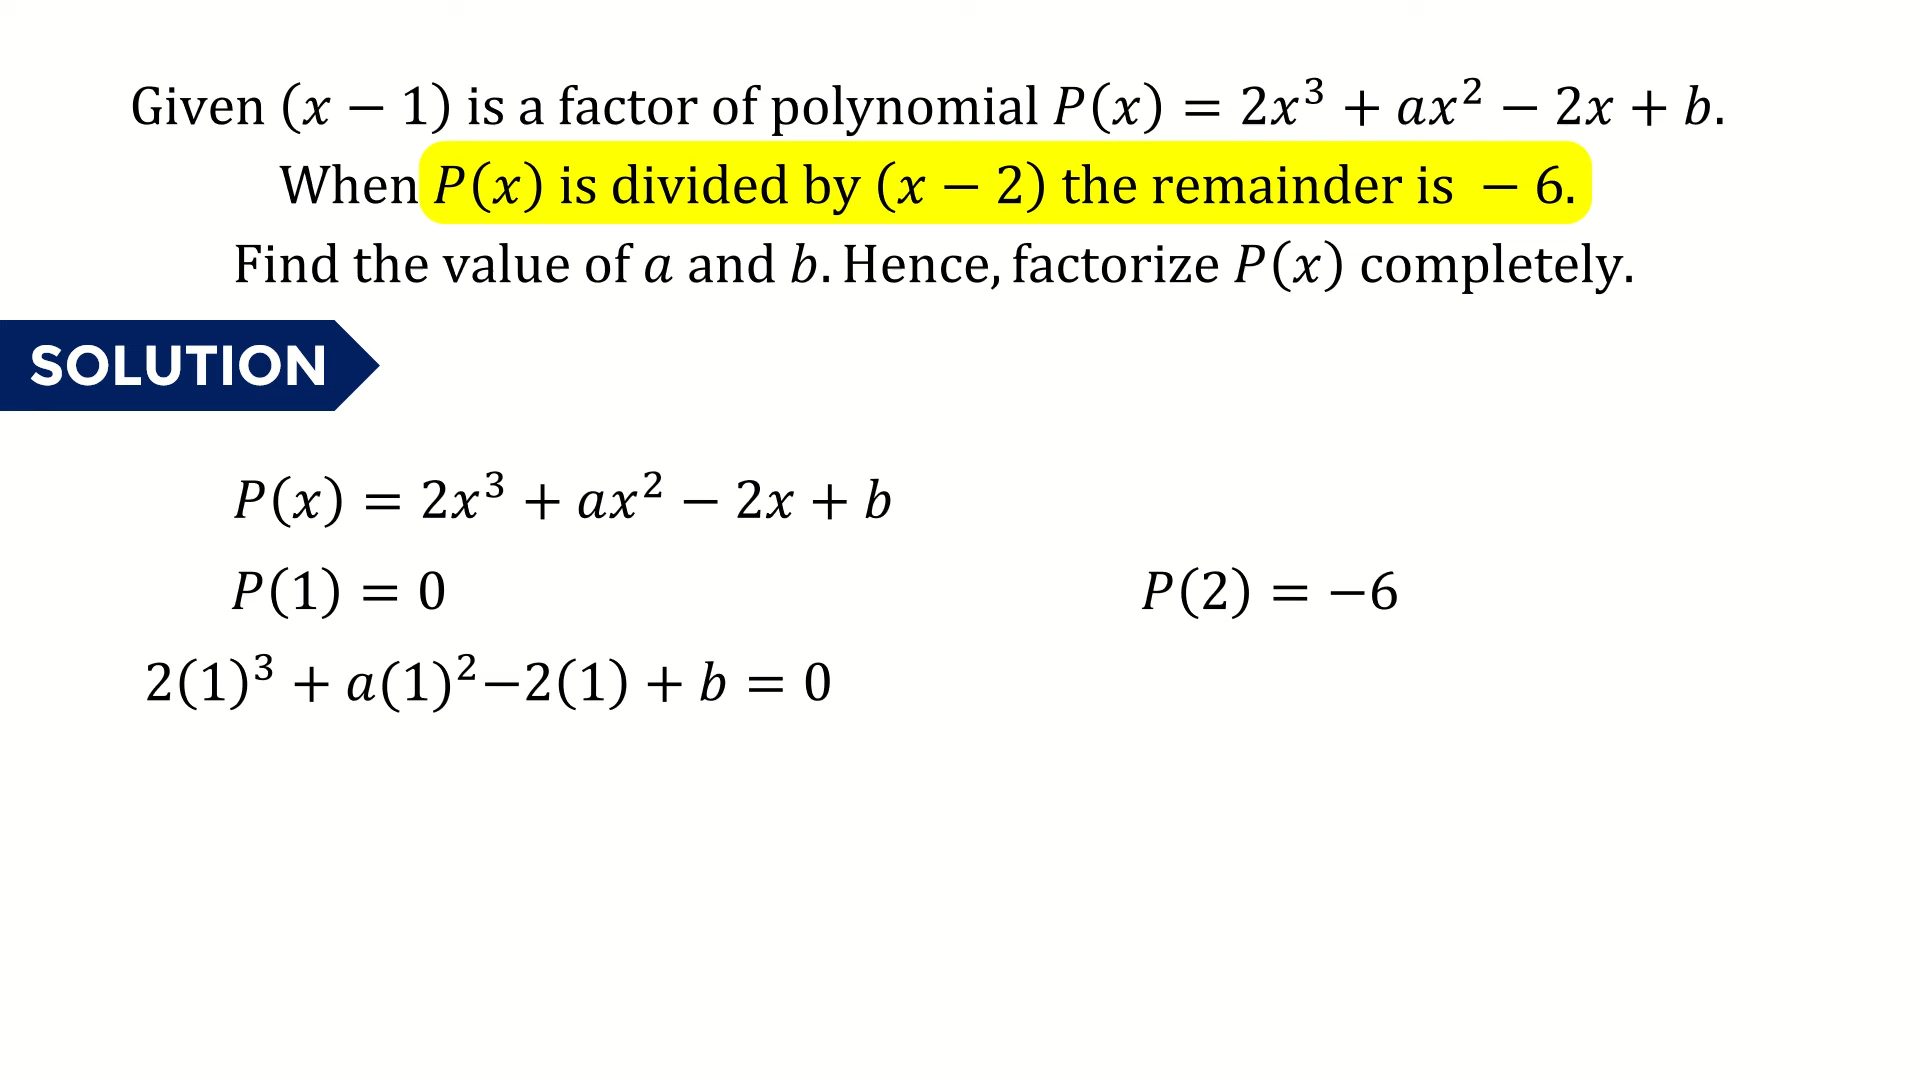 Given (x − 1) is a factor of polynomial P(x) = 2x³ + ax² − 2x + b.
When P(x) is divided by (x − 2) the remainder is − 6.
Find the value of a and b. Hence, factorize P(x) completely.
SOLUTION
P(x) = 2x³ + ax² − 2x + b
P(1) = 0
P(2) = −6
2(1)³ + a(1)²−2(1) + b = 0